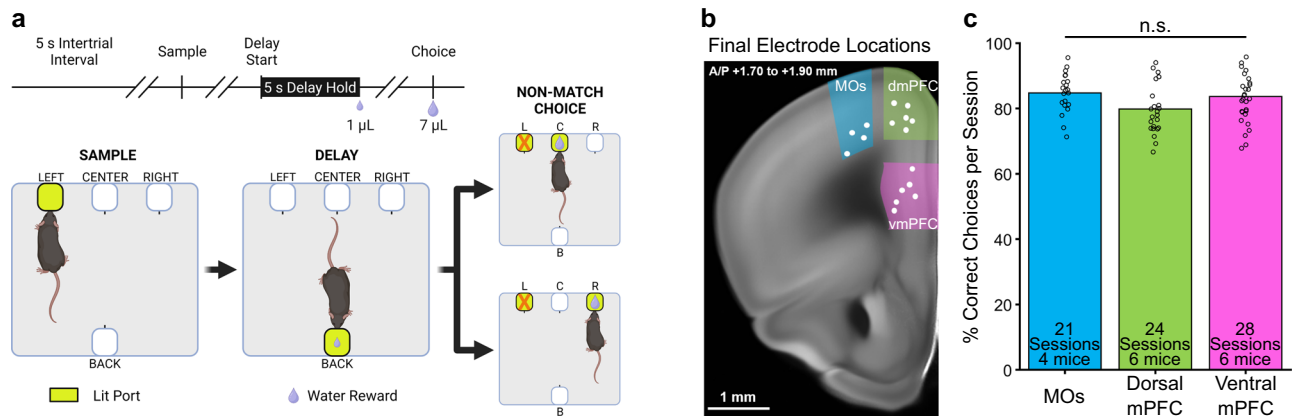 a
5 s Intertrial
Interval
Sample
Delay
Start
5 s Delay Hold
1 µL
Choice
7 µL
SAMPLE
LEFT
CENTER
RIGHT
BACK
DELAY
LEFT
CENTER
RIGHT
BACK
NON-MATCH
CHOICE
L
C
R
B
L
C
R
B
Lit Port
Water Reward
b
Final Electrode Locations
A/P +1.70 to +1.90 mm
MOs
dmPFC
vmPFC
1 mm
c
n.s.
% Correct Choices per Session
100
80
60
40
20
0
21
Sessions
4 mice
24
Sessions
6 mice
28
Sessions
6 mice
MOs
Dorsal
mPFC
Ventral
mPFC